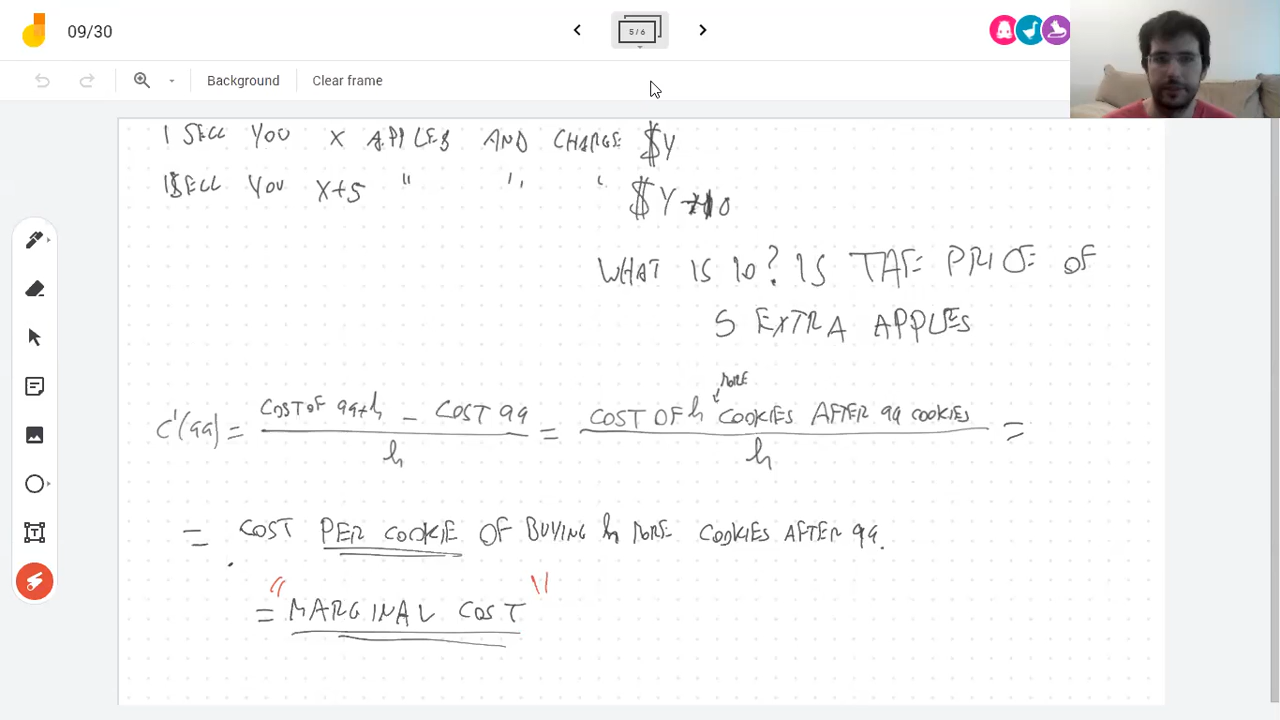 09/30
5 / 6
Background
Clear frame
I SELL YOU X APPLES AND CHARGE $Y
I SELL YOU X+5 " " " $Y+10
WHAT IS 10? IS THE PRICE OF
5 EXTRA APPLES
MORE
C'(99) = COST OF 99+h - COST 99 / h = COST OF h COOKIES AFTER 99 COOKIES / h =
= COST PER COOKIE OF BUYING h MORE COOKIES AFTER 99.
= "MARGINAL COST"